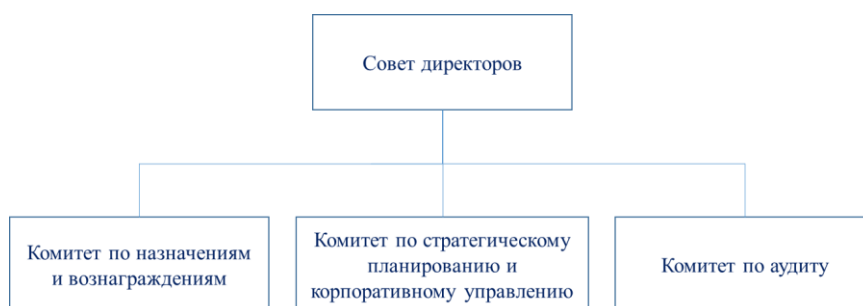 Совет директоров
Комитет по назначениям
и вознаграждениям
Комитет по стратегическому
планированию и
корпоративному управлению
Комитет по аудиту